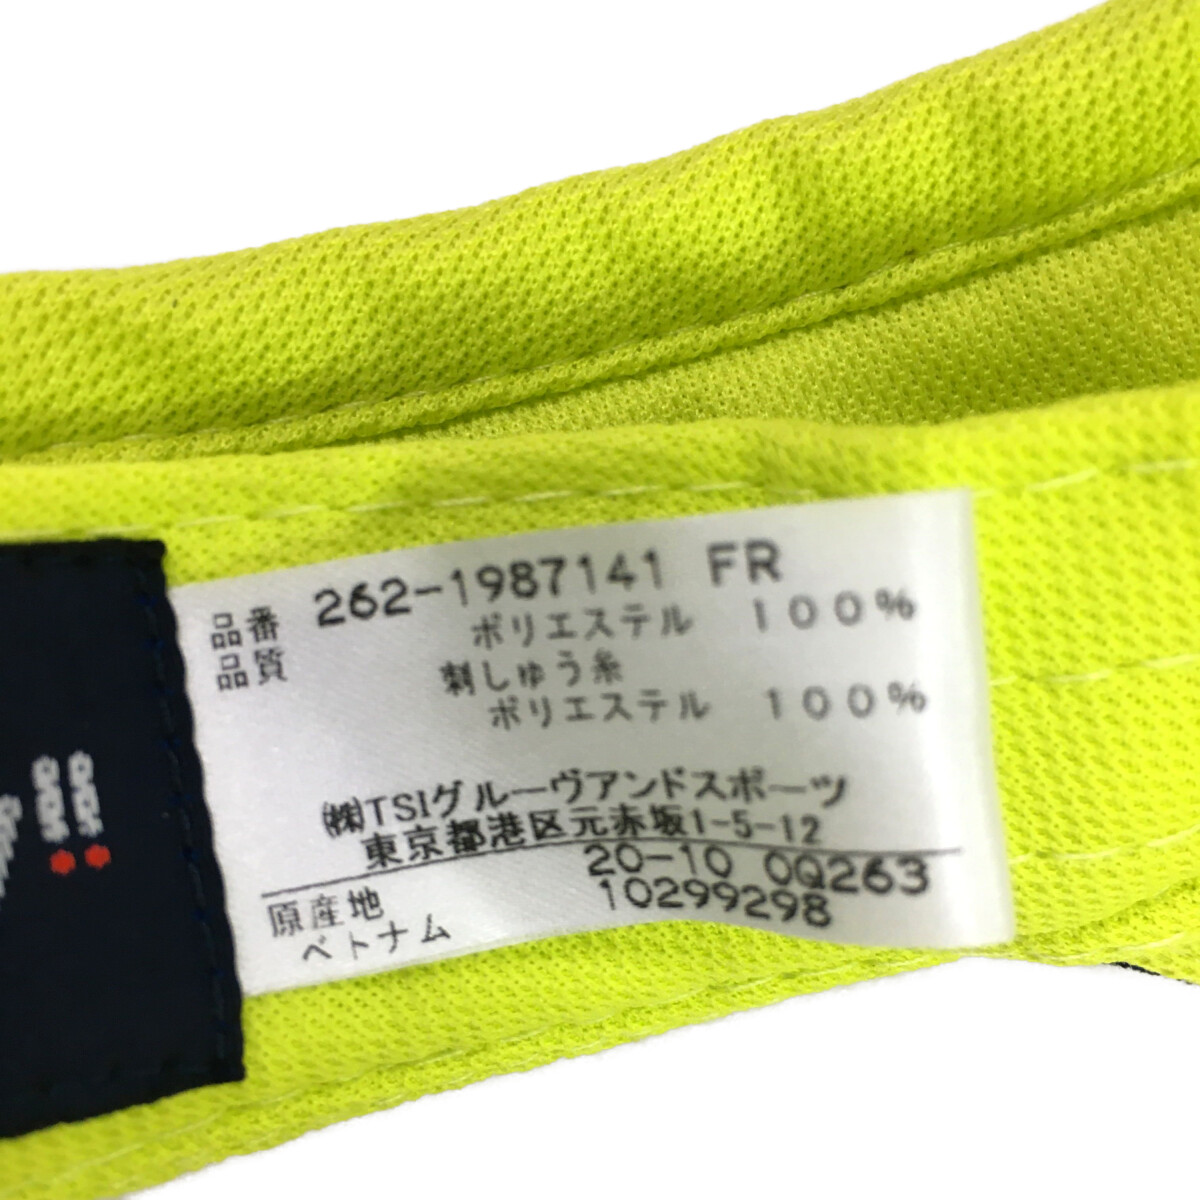 品番 262-1987141 FR
品質 ポリエステル 100%
刺しゅう糸
ポリエステル 100%
㈱TSIグルーヴアンドスポーツ
東京都港区元赤坂1-5-12
20-10 0Q263
原産地 10299298
ベトナム